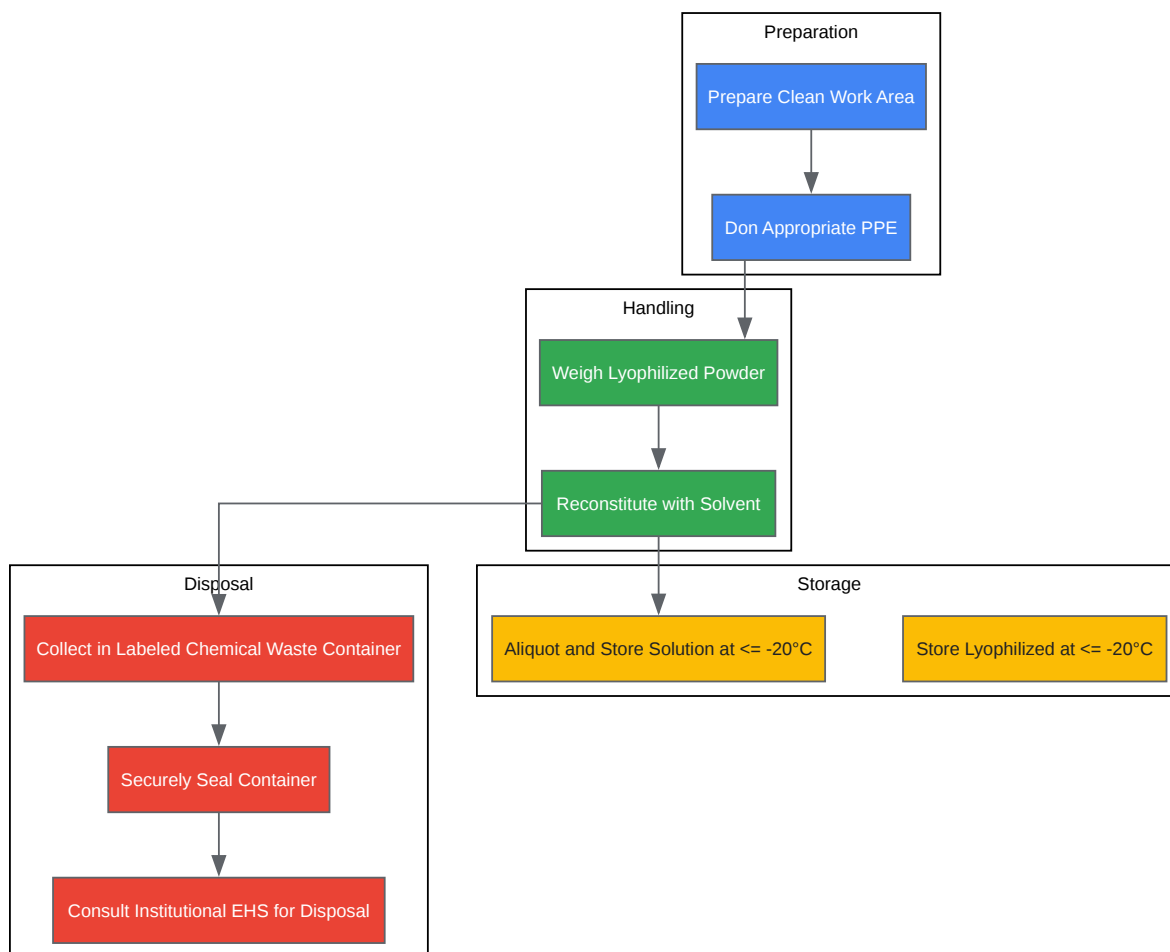 Preparation
Prepare Clean Work Area
Don Appropriate PPE
Handling
Weigh Lyophilized Powder
Reconstitute with Solvent
Disposal
Collect in Labeled Chemical Waste Container
Securely Seal Container
Consult Institutional EHS for Disposal
Storage
Aliquot and Store Solution at <= -20°C
Store Lyophilized at <= -20°C